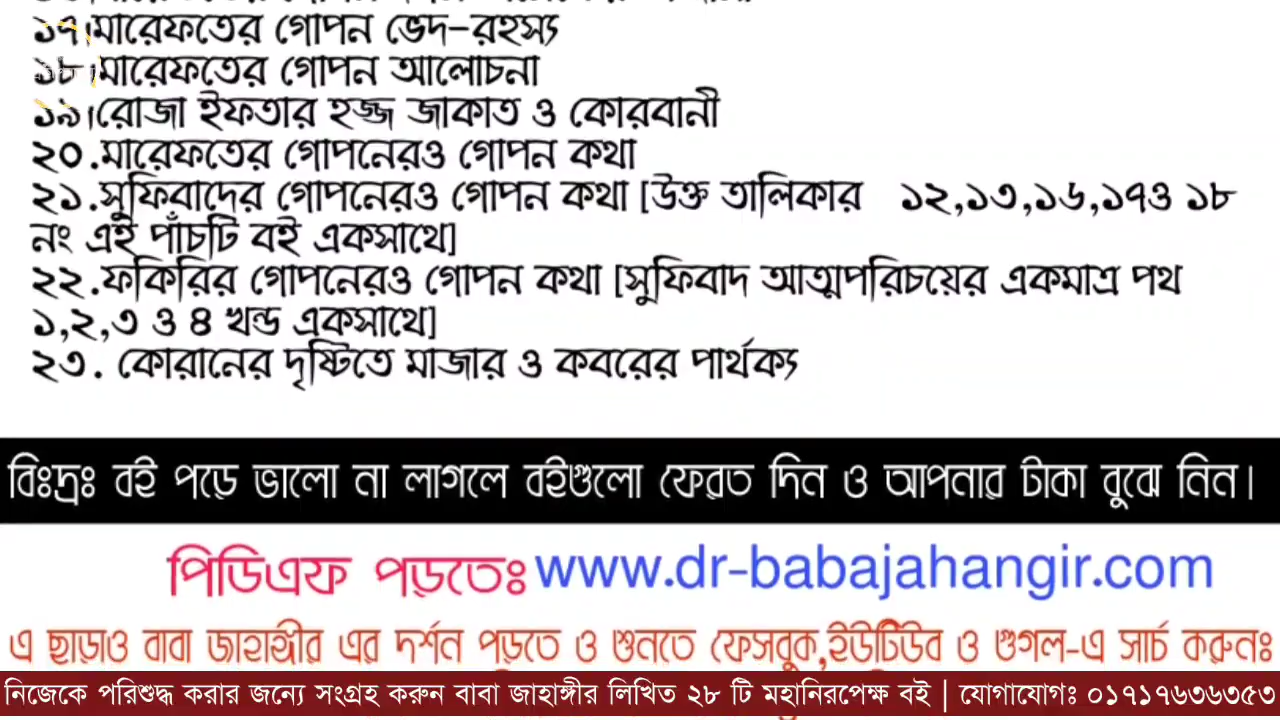 ১৭।মারেফতের গোপন ভেদ-রহস্য
১৮।মারেফতের গোপন আলোচনা
১৯।রোজা ইফতার হজ্জ জাকাত ও কোরবানী
২০.মারেফতের গোপনেরও গোপন কথা
২১.সুফিবাদের গোপনেরও গোপন কথা [উক্ত তালিকার ১২,১৩,১৬,১৭ও ১৮
নং এই পাঁচটি বই একসাথে]
২২.ফকিরির গোপনেরও গোপন কথা [সুফিবাদ আত্মপরিচয়ের একমাত্র পথ
১,২,৩ ও ৪ খন্ড একসাথে]
২৩. কোরানের দৃষ্টিতে মাজার ও কবরের পার্থক্য
বিঃদ্রঃ বই পড়ে ভালো না লাগলে বইগুলো ফেরত দিন ও আপনার টাকা বুঝে নিন।
পিডিএফ পড়তেঃ www.dr-babajahangir.com
এ ছাড়াও বাবা জাহাঙ্গীর এর দর্শন পড়তে ও শুনতে ফেসবুক,ইউটিউব ও গুগল-এ সার্চ করুনঃ
নিজেকে পরিশুদ্ধ করার জন্যে সংগ্রহ করুন বাবা জাহাঙ্গীর লিখিত ২৮ টি মহানিরপেক্ষ বই | যোগাযোগঃ ০১৭১৭৬৩৬৩৫৩